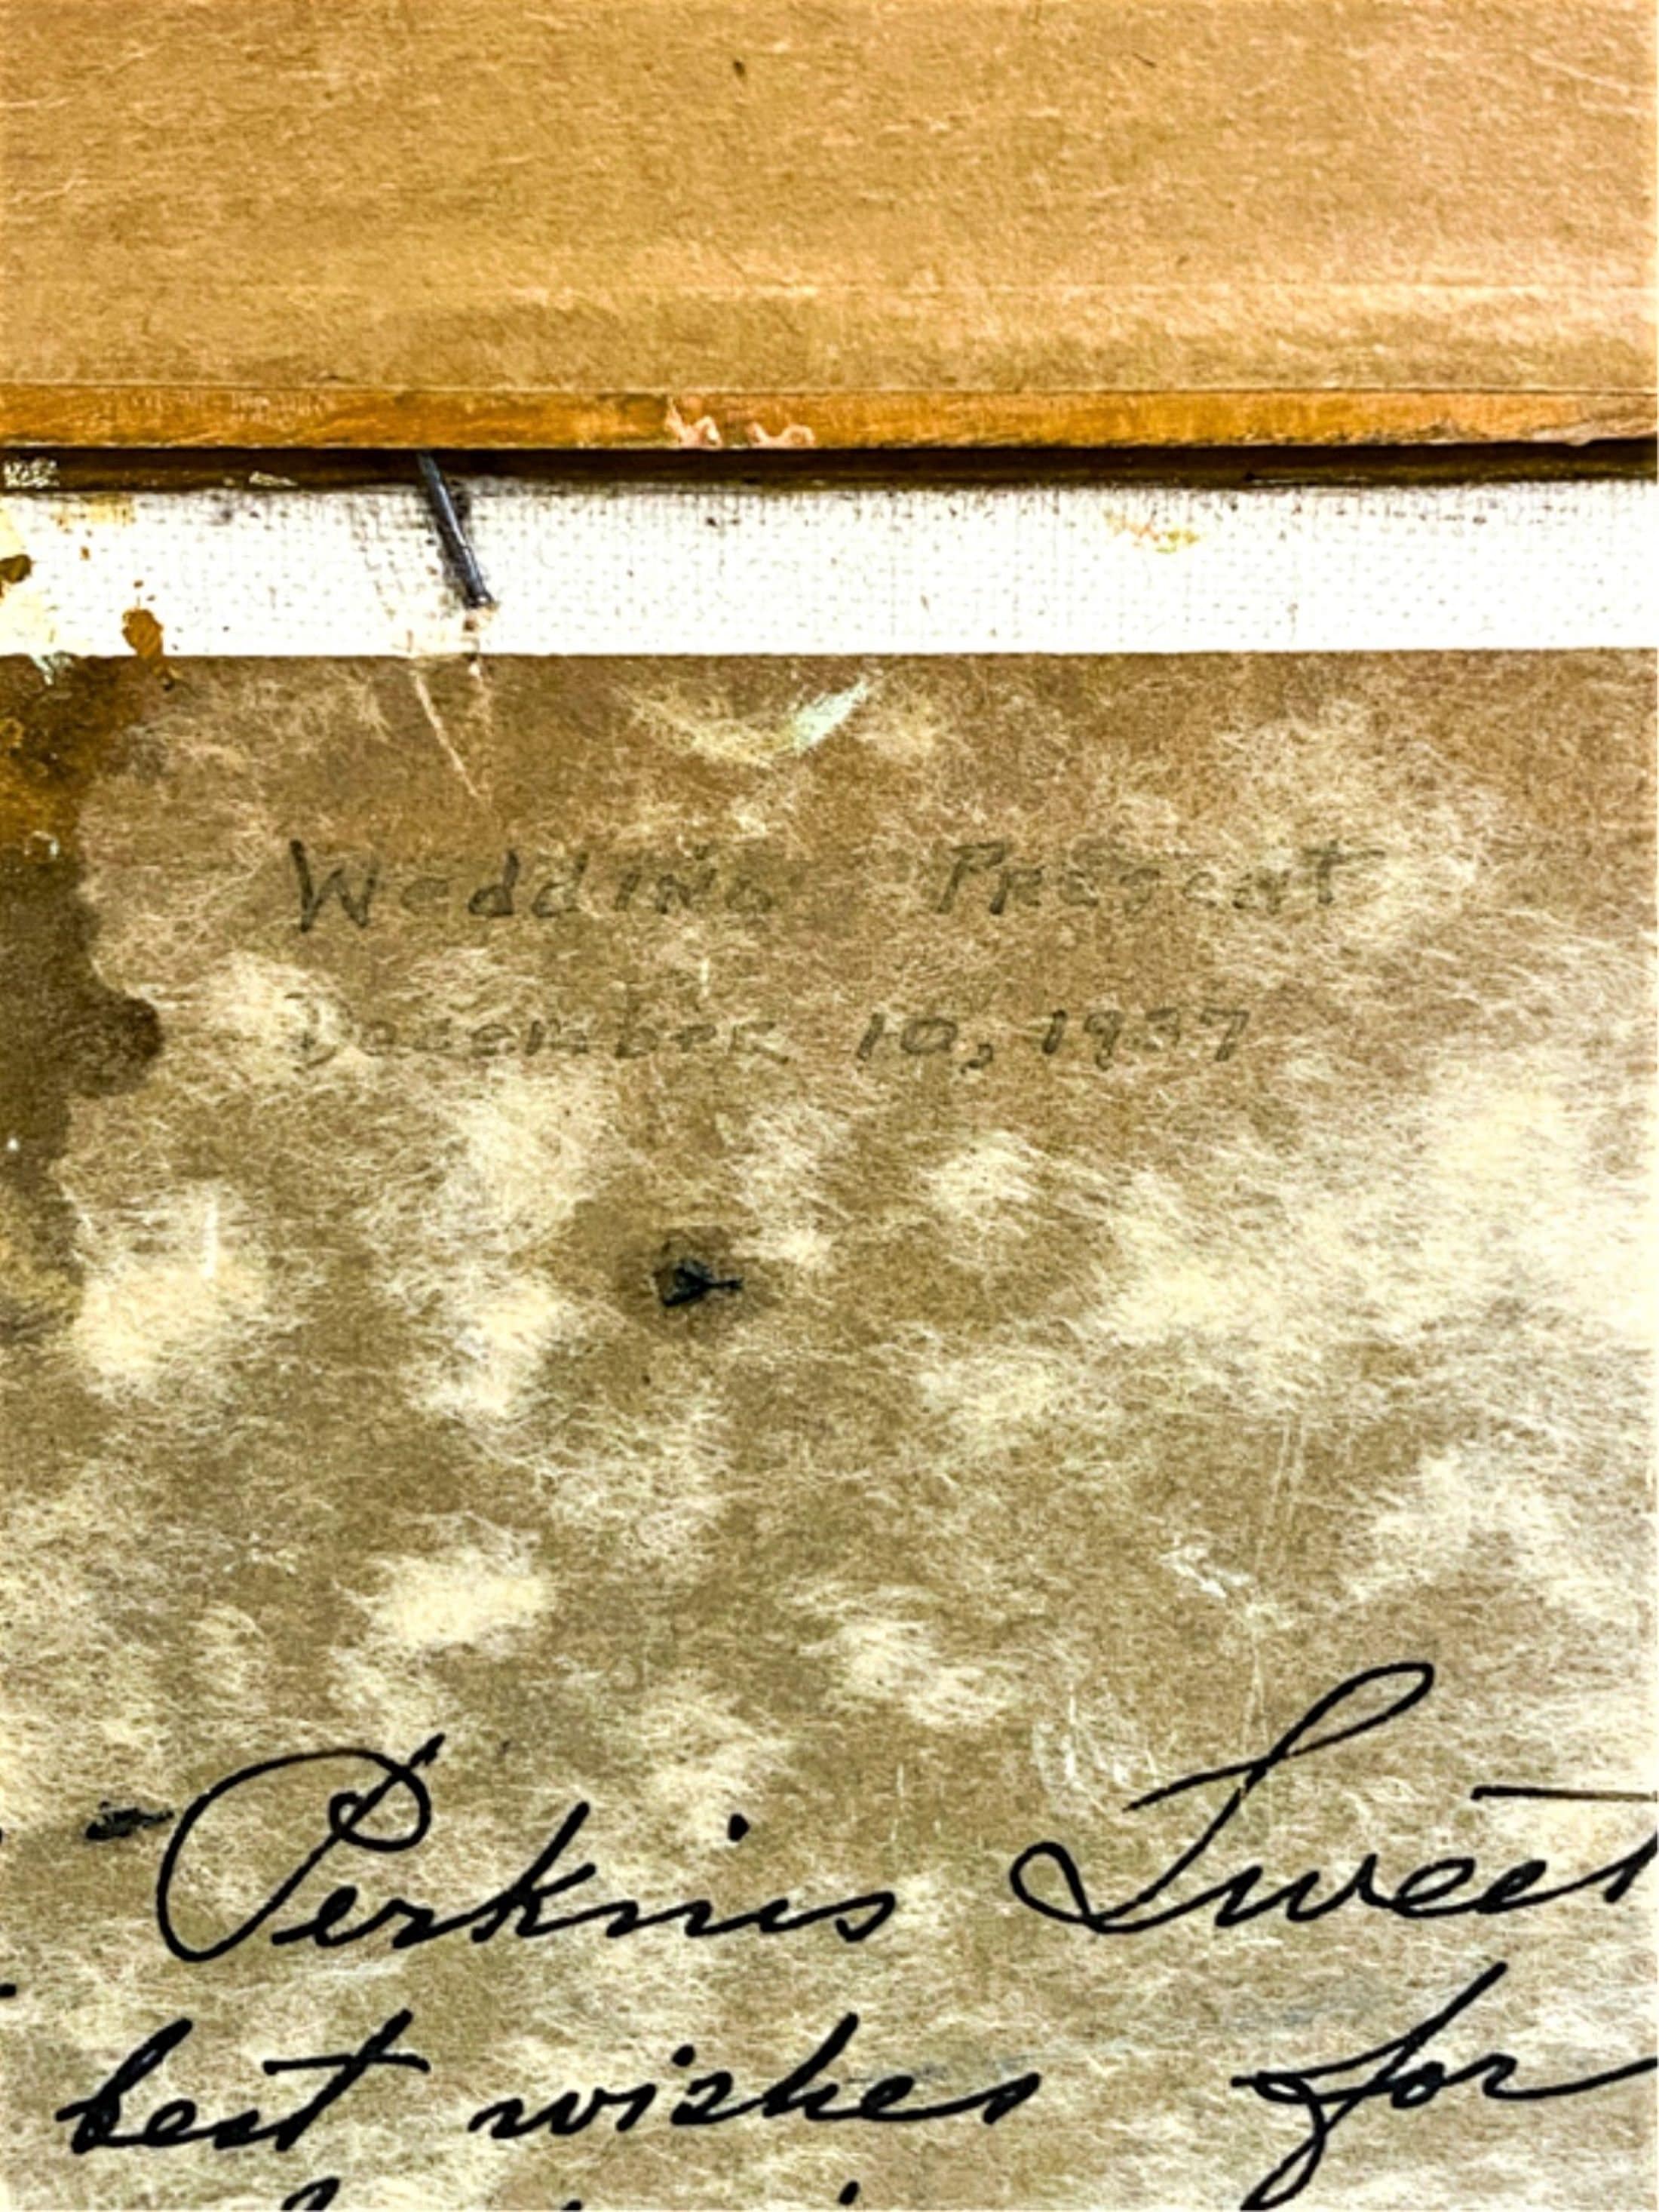 Wedding Present
December 10, 1937
Perkins Sweet
best wishes for